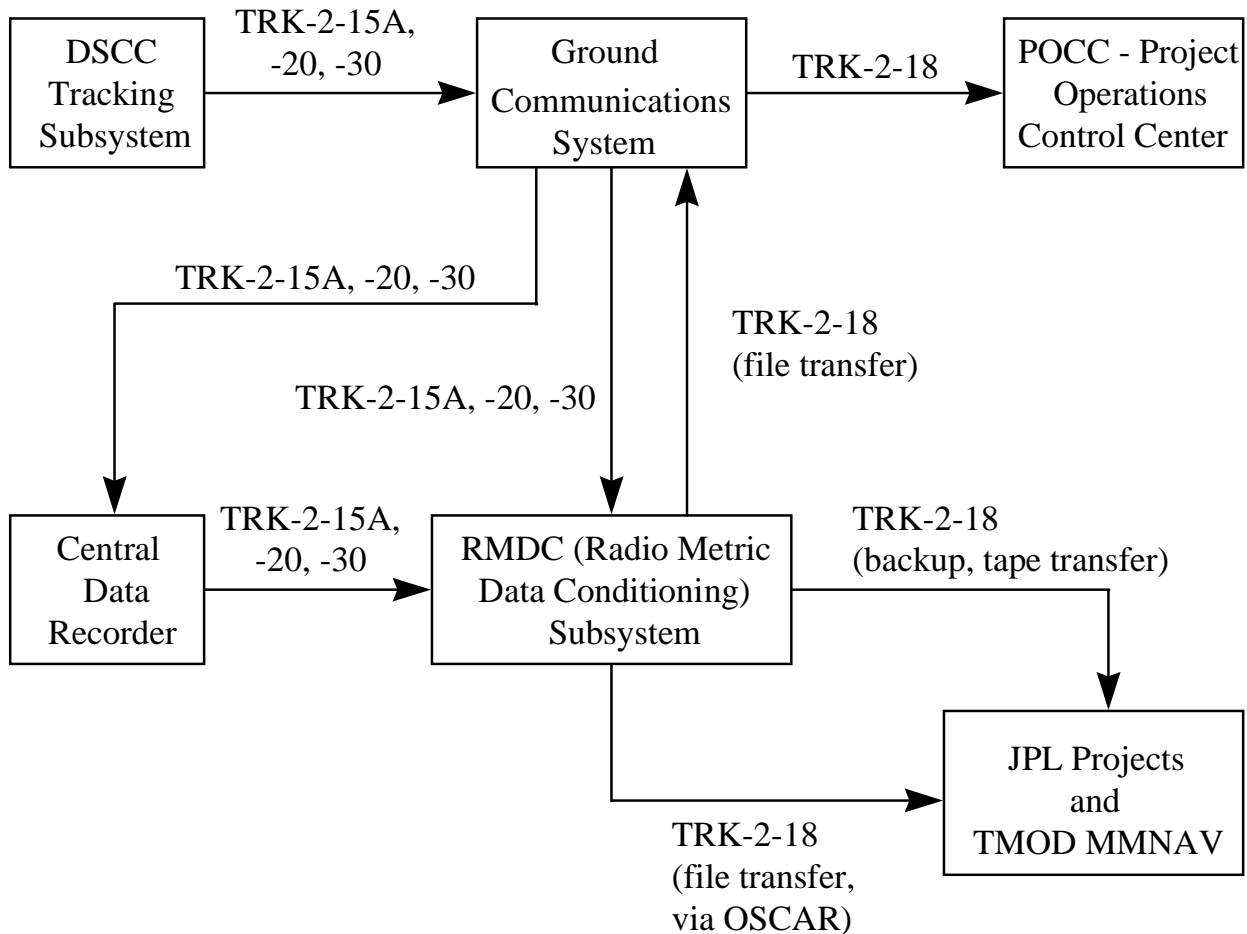 DSCC
Tracking
Subsystem
TRK-2-15A,
-20, -30
Ground
Communications
System
TRK-2-18
POCC - Project
Operations
Control Center
TRK-2-15A, -20, -30
TRK-2-18
(file transfer)
TRK-2-15A, -20, -30
Central
Data
Recorder
TRK-2-15A,
-20, -30
RMDC (Radio Metric
Data Conditioning)
Subsystem
TRK-2-18
(backup, tape transfer)
JPL Projects
and
TMOD MMNAV
TRK-2-18
(file transfer,
via OSCAR)